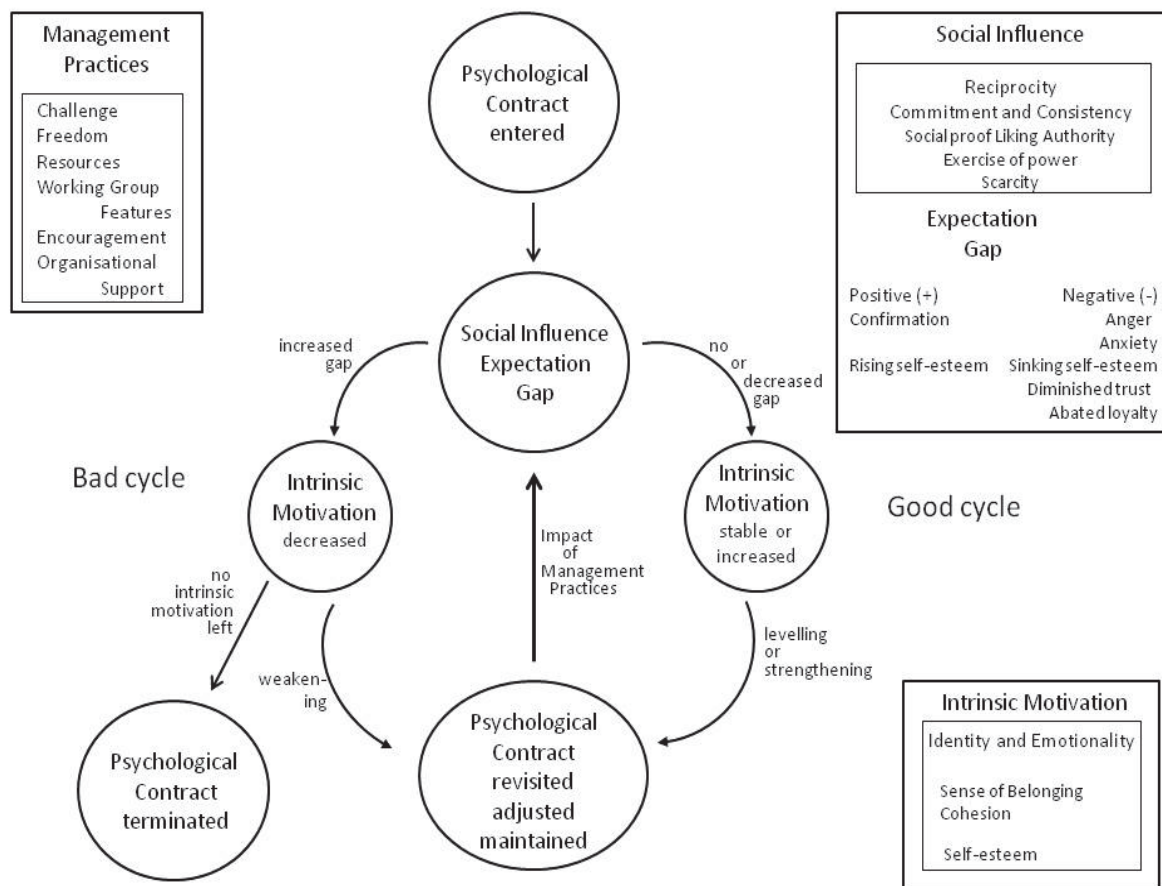 Management
Practices
Challenge
Freedom
Resources
Working Group
Features
Encouragement
Organisational
Support
Psychological
Contract
entered
Social Influence
Reciprocity
Commitment and Consistency
Social proof Liking Authority
Exercise of power
Scarcity
Expectation
Gap
Positive (+) Negative (-)
Confirmation Anger
Anxiety
Rising self-esteem Sinking self-esteem
Diminished trust
Abated loyalty
Social Influence
Expectation
Gap
increased
gap
no
or
decreased
gap
Bad cycle
Intrinsic
Motivation
decreased
Intrinsic
Motivation
stable or
increased
Good cycle
Impact
of
Management
Practices
no
intrinsic
motivation
left
weaken-
ing
levelling
or
strengthening
Psychological
Contract
terminated
Psychological
Contract
revisited
adjusted
maintained
Intrinsic Motivation
Identity and Emotionality
Sense of Belonging
Cohesion
Self-esteem